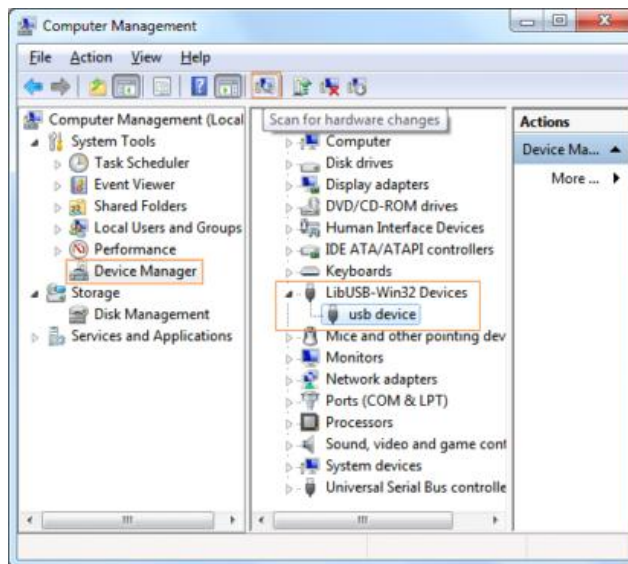 Computer Management
File Action View Help
Scan for hardware changes
Computer Management (Local
System Tools
Task Scheduler
Event Viewer
Shared Folders
Local Users and Groups
Performance
Device Manager
Storage
Disk Management
Services and Applications
Computer
Disk drives
Display adapters
DVD/CD-ROM drives
Human Interface Devices
IDE ATA/ATAPI controllers
Keyboards
LibUSB-Win32 Devices
usb device
Mice and other pointing dev
Monitors
Network adapters
Ports (COM & LPT)
Processors
Sound, video and game cont
System devices
Universal Serial Bus controlle
Actions
Device Ma...
More ...